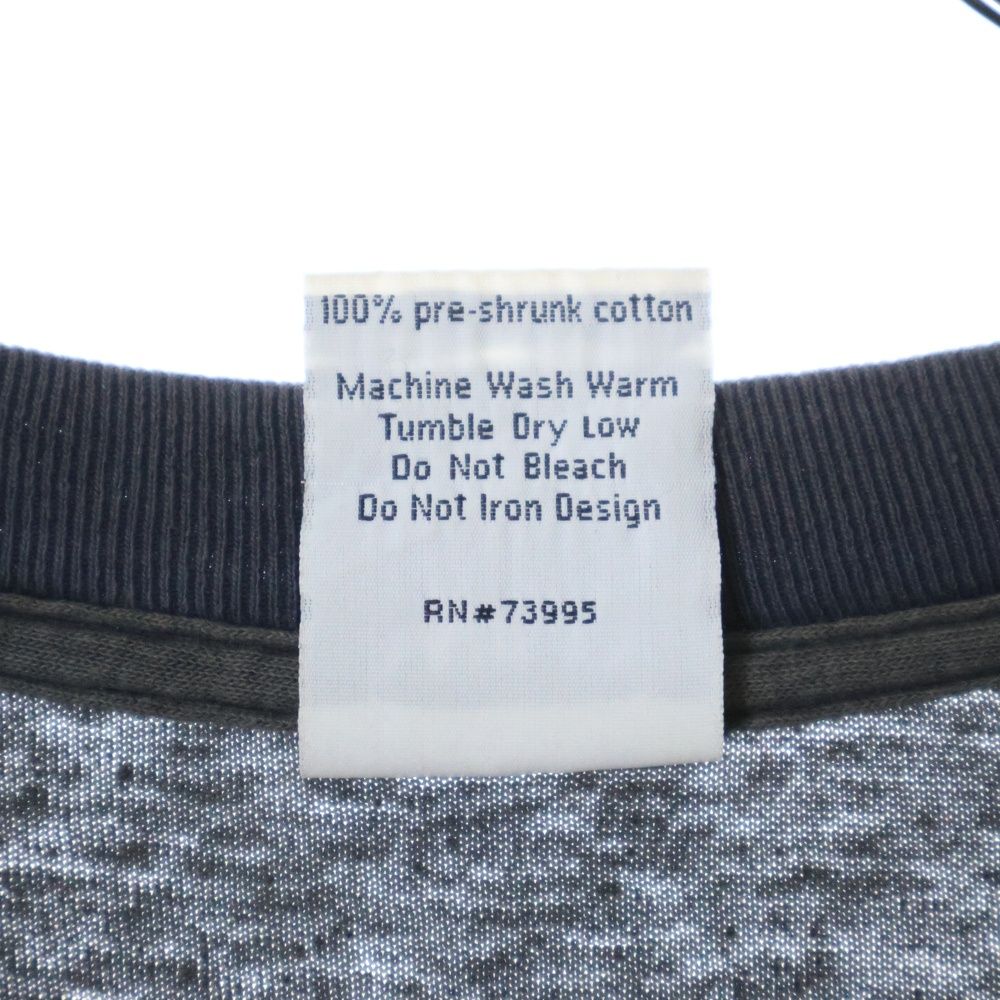 100% pre-shrunk cotton
Machine Wash Warm
Tumble Dry Low
Do Not Bleach
Do Not Iron Design
RN#73995